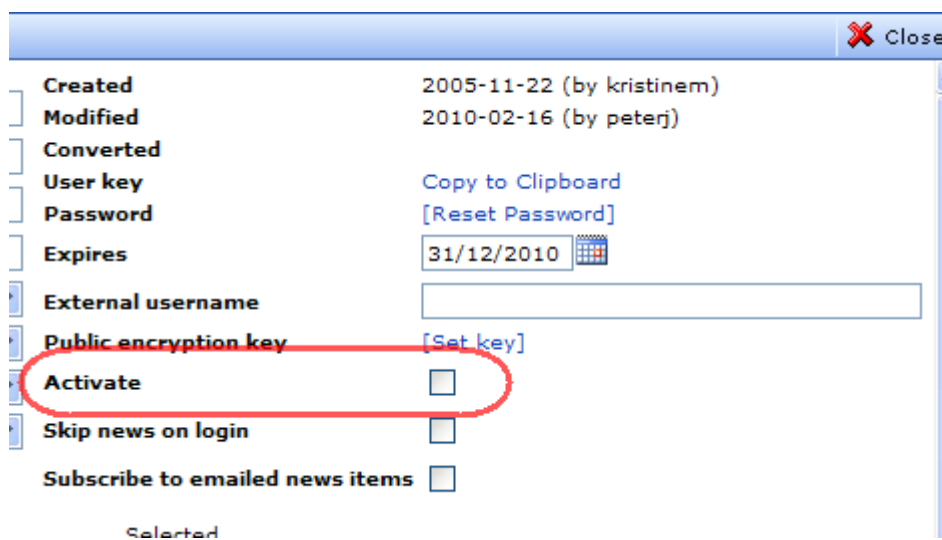 Close
Created 2005-11-22 (by kristinem)
Modified 2010-02-16 (by peterj)
Converted
User key Copy to Clipboard
Password [Reset Password]
Expires 31/12/2010
External username
Public encryption key [Set key]
Activate
Skip news on login
Subscribe to emailed news items
Selected